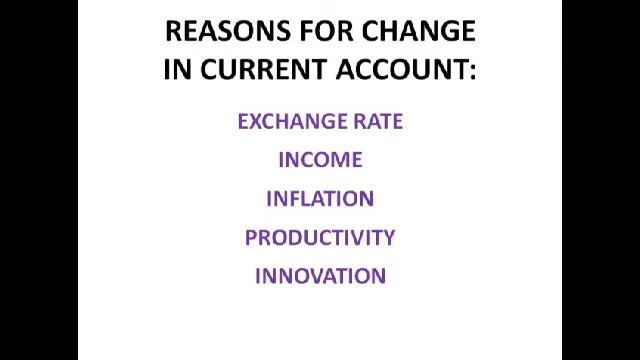 REASONS FOR CHANGE
IN CURRENT ACCOUNT:
EXCHANGE RATE
INCOME
INFLATION
PRODUCTIVITY
INNOVATION